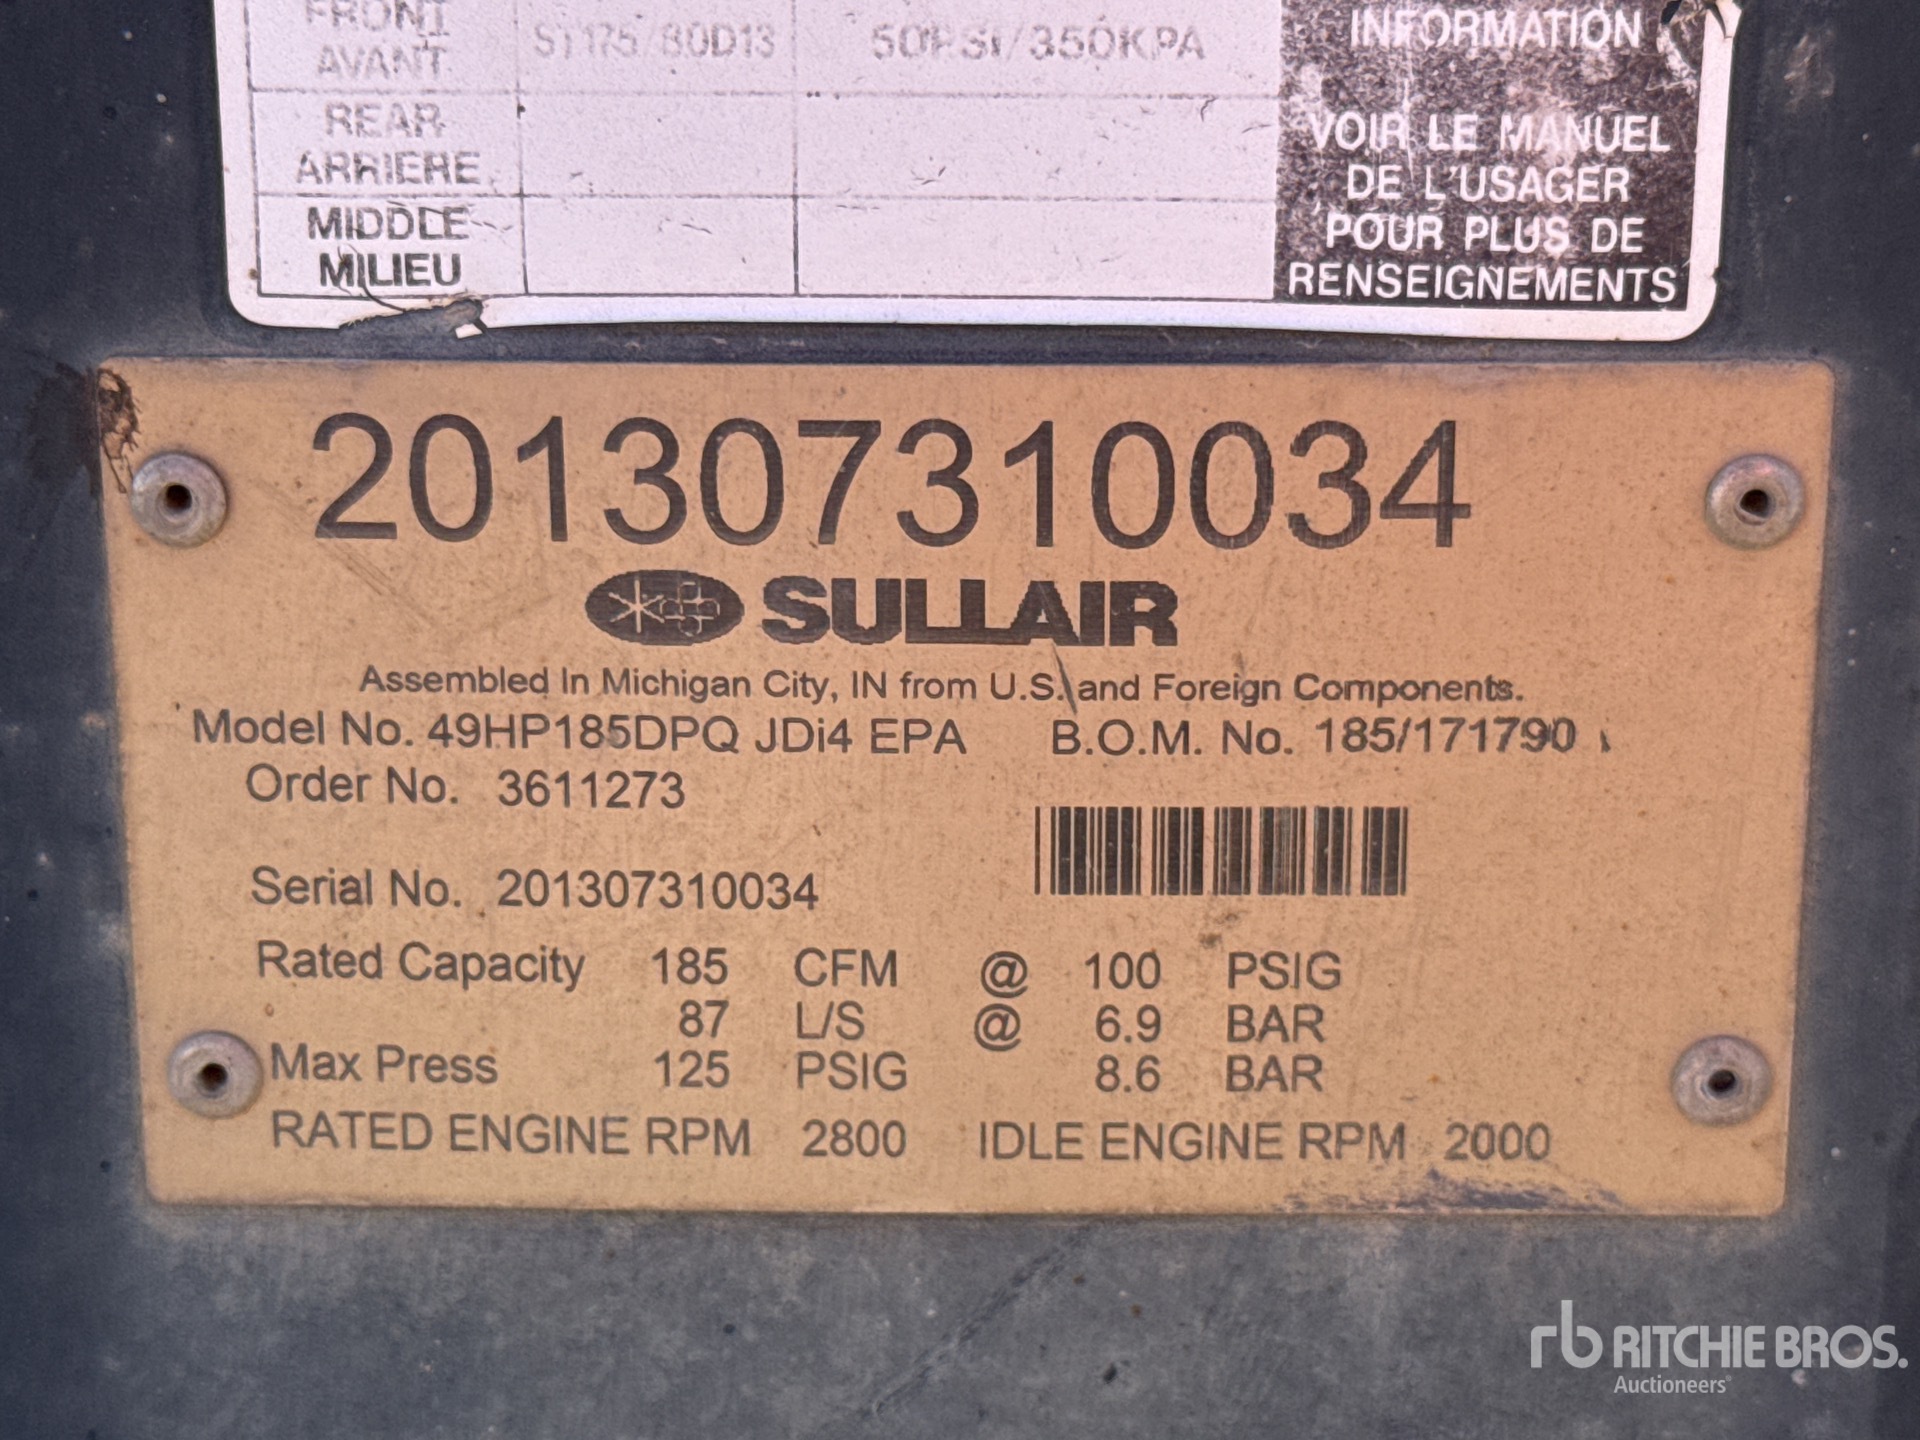 FRONT ST175/80D13 50PSI/350KPA
AVANT
REAR
ARRIERE
MIDDLE
MILIEU
INFORMATION
VOIR LE MANUEL
DE L'USAGER
POUR PLUS DE
RENSEIGNEMENTS
201307310034
SULLAIR
Assembled In Michigan City, IN from U.S. and Foreign Components.
Model No. 49HP185DPQ JDi4 EPA B.O.M. No. 185/171790
Order No. 3611273
Serial No. 201307310034
Rated Capacity 185 CFM @ 100 PSIG
87 L/S @ 6.9 BAR
Max Press 125 PSIG 8.6 BAR
RATED ENGINE RPM 2800 IDLE ENGINE RPM 2000
rb RITCHIE BROS.
Auctioneers